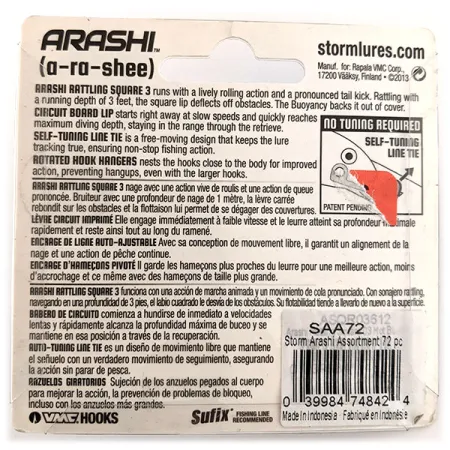 ARASHI™
(a-ra-shee)
stormlures.com
Manuf. for: Rapala VMC Corp.,
17200 Vääksy, Finland • ©2013
ARASHI RATTLING SQUARE 3 runs with a lively rolling action and a pronounced tail kick. Rattling with
a running depth of 3 feet, the square lip deflects off obstacles. The Buoyancy backs it out of cover.
CIRCUIT BOARD LIP starts right away at slow speeds and quickly reaches
maximum diving depth, staying in the range through the retrieve.
SELF-TUNING LINE TIE is a free-moving design that keeps the lure
tracking true, ensuring non-stop fishing action.
ROTATED HOOK HANGERS nests the hooks close to the body for improved
action, preventing hangups, even with the larger hooks.
NO TUNING REQUIRED
SELF-TUNING
LINE TIE
PATENT PENDING
ARASHI RATTLING SQUARE 3 nage avec une action vive de roulis et une action de queue
prononcée. Bruiteur avec une profondeur de nage de 1 mètre, la lèvre carrée
rebondit sur les obstacles et la flottaison lui permet de se dégager des couvertures.
LÈVRE CIRCUIT IMPRIMÉ Elle engage immédiatement à faible vitesse et le leurre atteint sa profondeur maximale
rapidement et reste ainsi tout au long du ramené.
ENCRAGE DE LIGNE AUTO-AJUSTABLE Avec sa conception de mouvement libre, il garantit un alignement de la
nage et une action de pêche continue.
ENCRAGE D'HAMEÇONS PIVOTÉ Il garde les hameçons plus proches du leurre pour une meilleure action, moins
d'accrochage et ce même avec des hameçons de taille plus grande.
ARASHI RATTLING SQUARE 3 funciona con una acción de marcha animada y un movimiento de cola pronunciado. Con sonajero rattling,
navegando en una profundidad de 3 pies, el labio cuadrado le desvía de los obstáculos. Su flotabilidad tiende a llevarlo de nuevo a la superficie.
BABERO DE CIRCUITO comienza a hundirse de inmediato a velocidades
lentas y rápidamente alcanza la profundidad máxima de buceo y se
mantiene en esa posición a través de la recuperación.
AUTO-TUNING LINE TIE es un diseño de movimiento libre que mantiene
el señuelo con un verdadero movimiento de seguimiento, asegurando
la acción de pesca sin parar.
ANZUELOS GIRATORIOS Sujeción de los anzuelos pegados al cuerpo
para mejorar la acción, la prevención de problemas de bloqueo,
incluso con los anzuelos más grandes.
VMC HOOKS
Sufix
FISHING LINE
RECOMMENDED
SAA72
Storm Arashi Assortment 72 pc
0 39984 74842 4
Made in Indonesie - Fabriqué en Indonésie